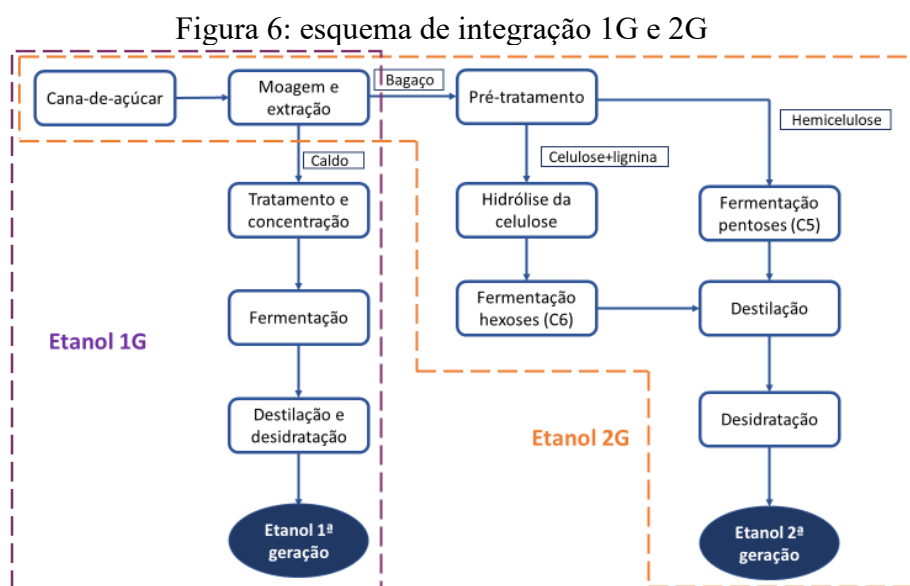 Figura 6: esquema de integração 1G e 2G
Cana-de-açúcar
Moagem e
extração
Bagaço
Pré-tratamento
Hemicelulose
Caldo
Celulose+lignina
Tratamento e
concentração
Hidrólise da
celulose
Fermentação
pentoses (C5)
Fermentação
Fermentação
hexoses (C6)
Destilação
Etanol 1G
Destilação e
desidratação
Etanol 2G
Desidratação
Etanol 1ª
geração
Etanol 2ª
geração